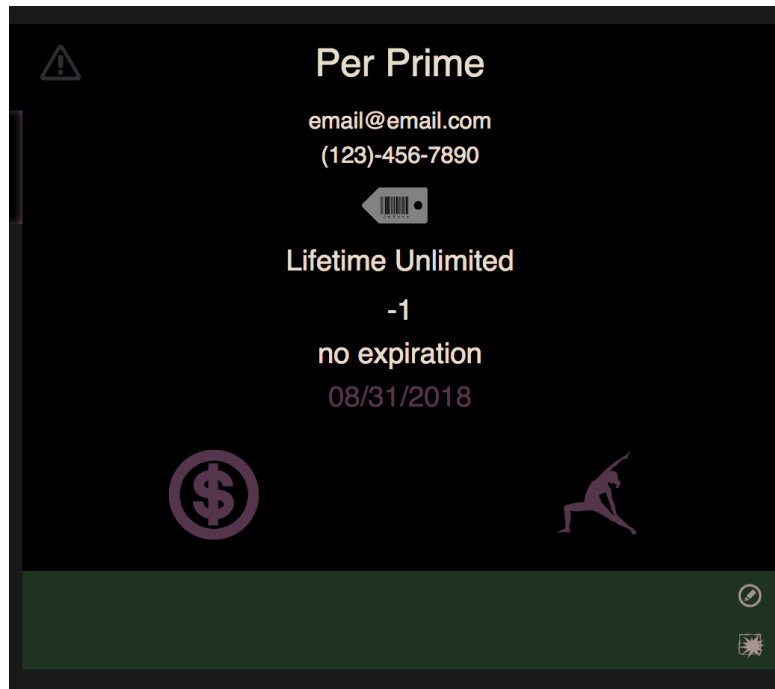 Per Prime
email@email.com
(123)-456-7890
Lifetime Unlimited
-1
no expiration
08/31/2018
$